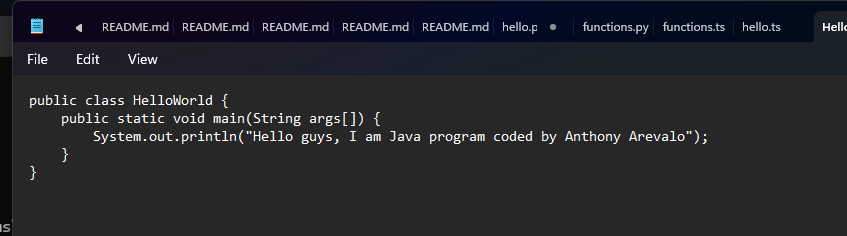 README.md README.md README.md README.md README.md hello.p functions.py functions.ts hello.ts Hello
File Edit View
public class HelloWorld {
    public static void main(String args[]) {
        System.out.println("Hello guys, I am Java program coded by Anthony Arevalo");
    }
}